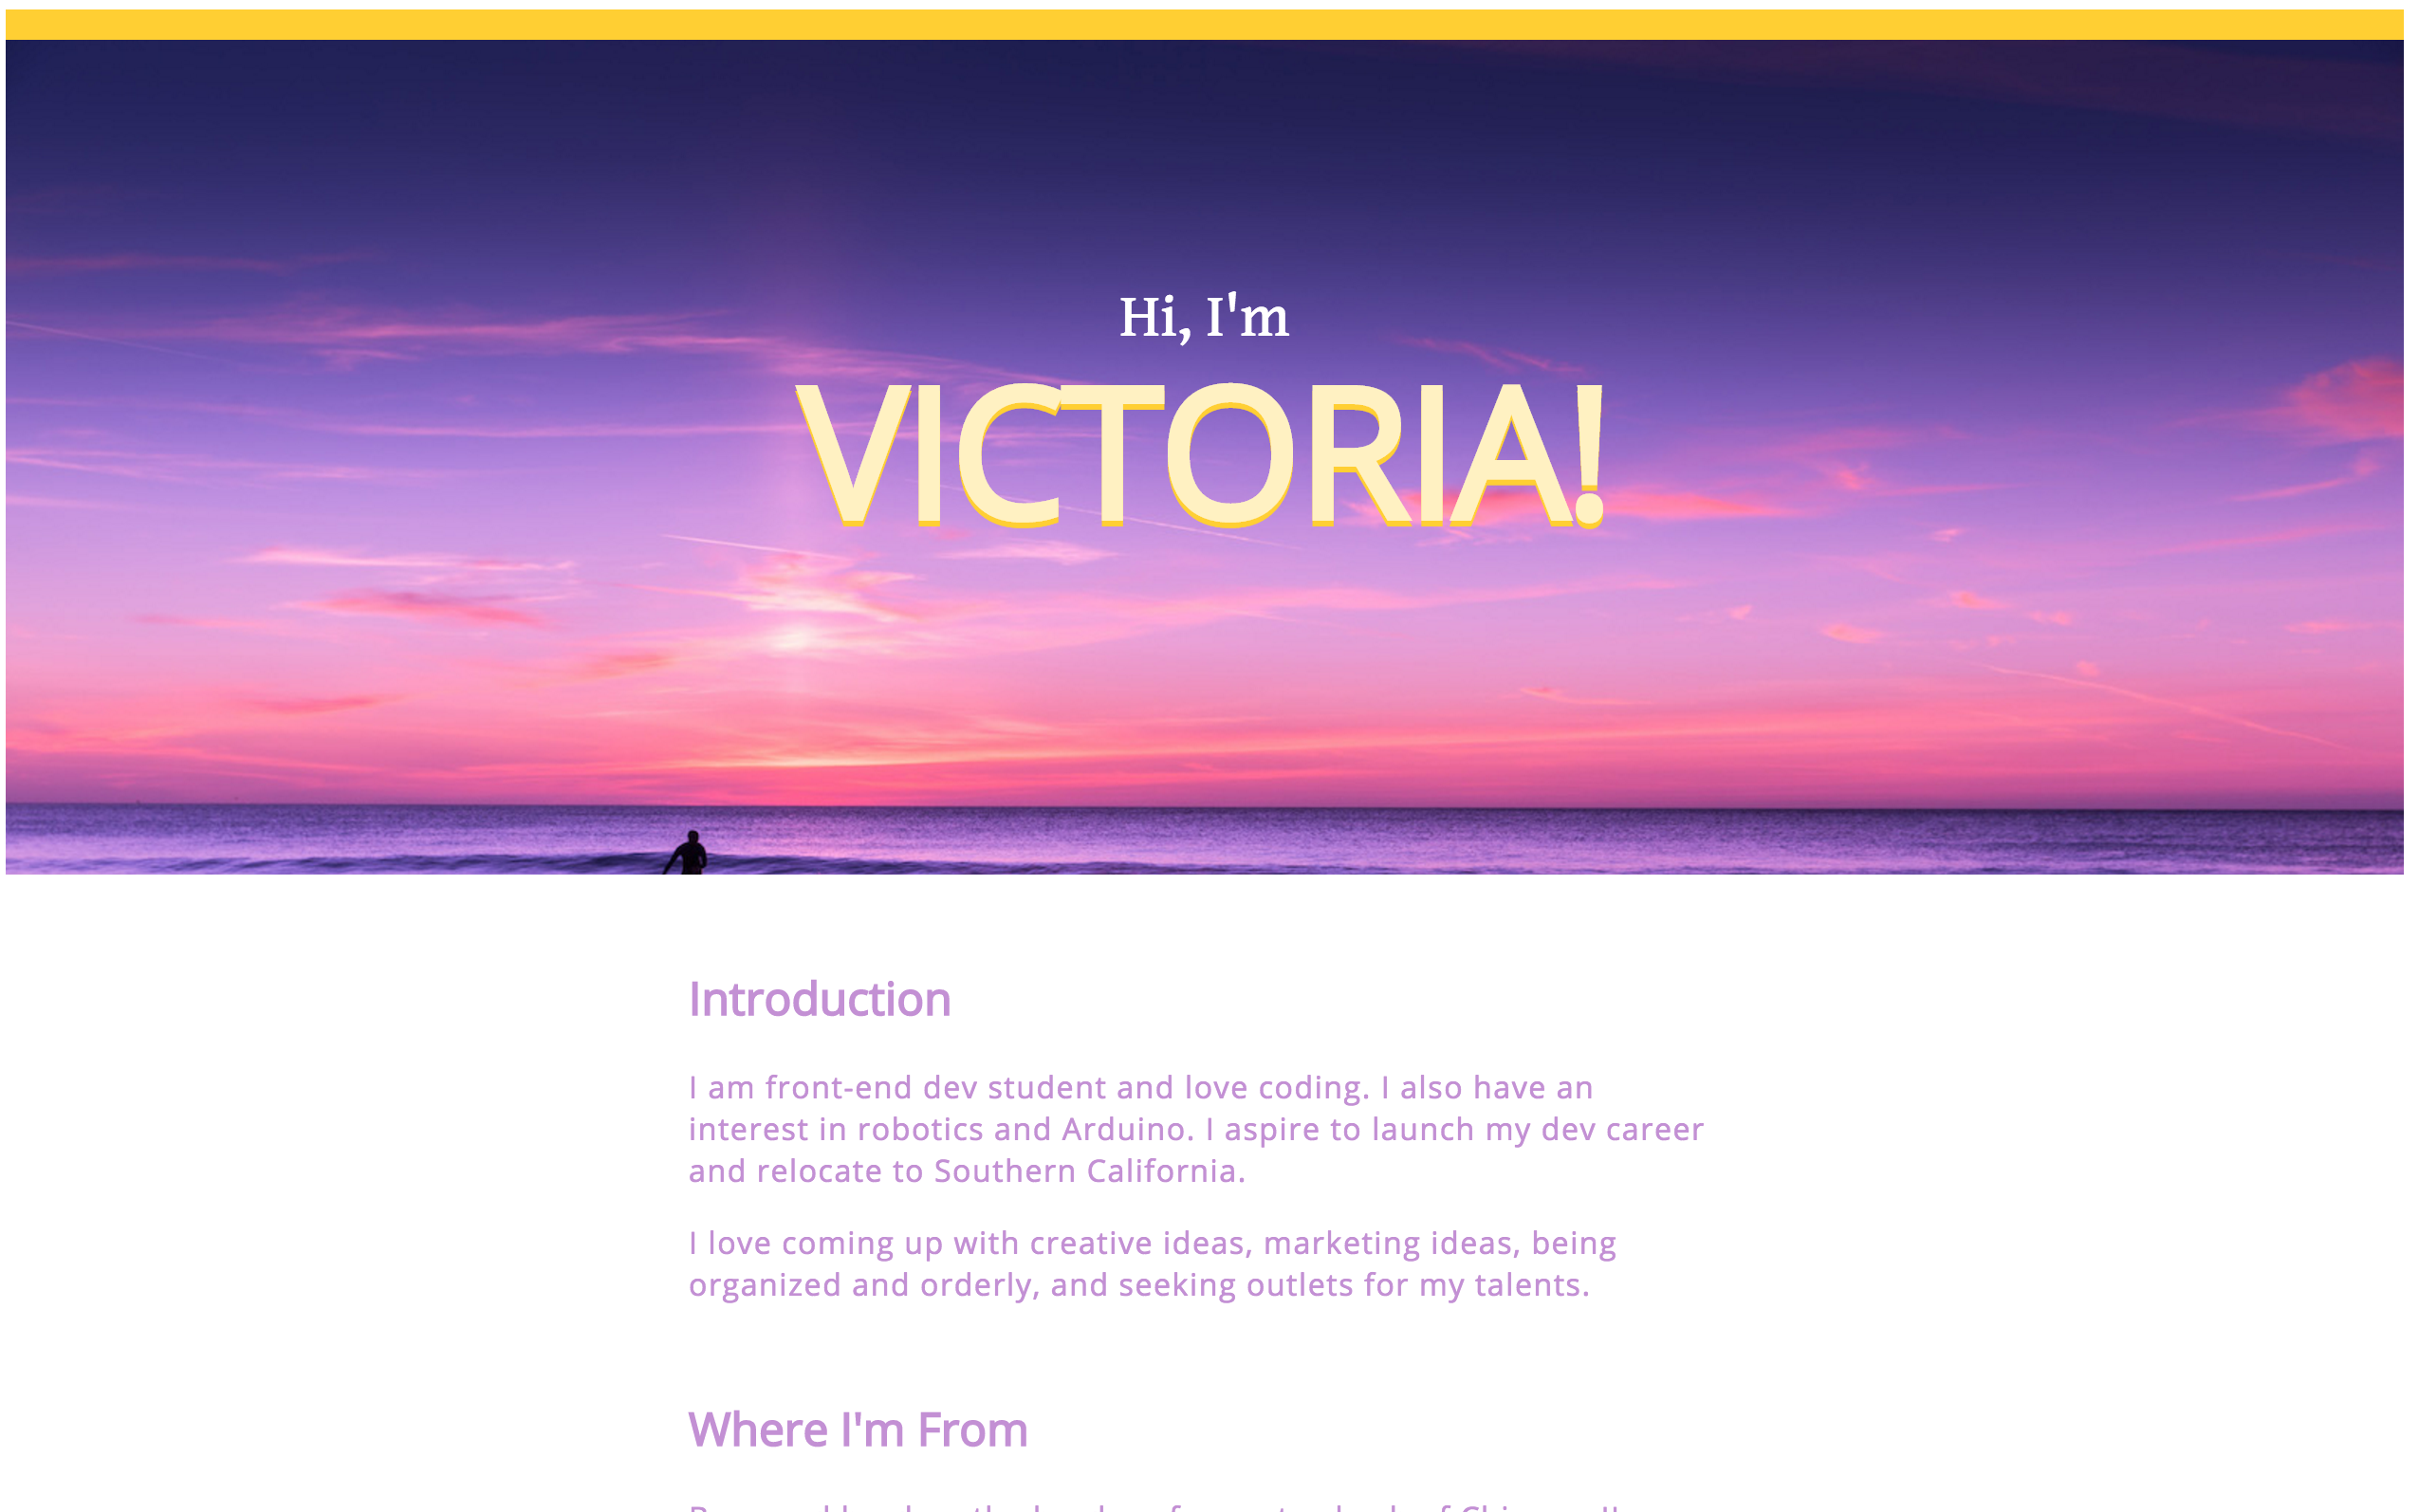 Hi, I'm
VICTORIA!
Introduction
I am front-end dev student and love coding. I also have an
interest in robotics and Arduino. I aspire to launch my dev career
and relocate to Southern California.
I love coming up with creative ideas, marketing ideas, being
organized and orderly, and seeking outlets for my talents.
Where I'm From